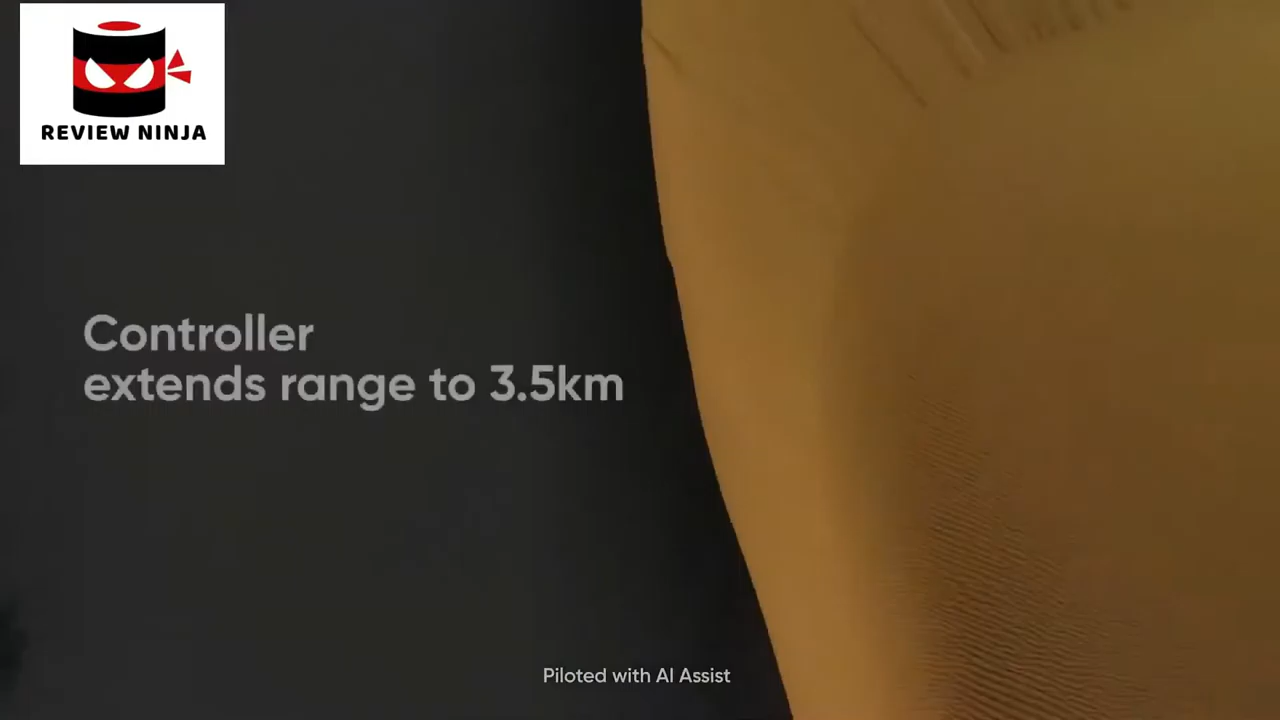 REVIEW NINJA
Controller
extends range to 3.5km
Piloted with AI Assist